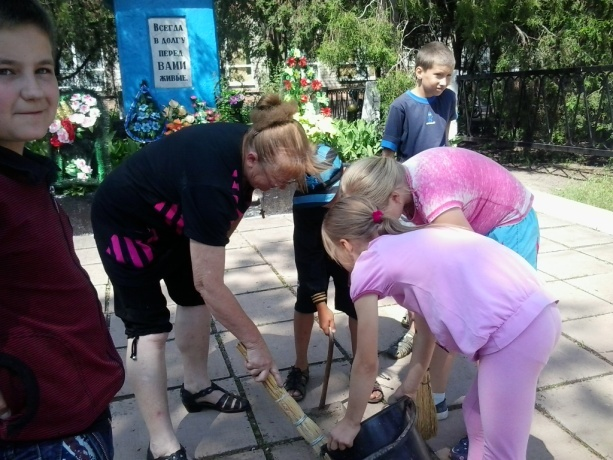 Всегда
в долгу
перед
Вами
живые.